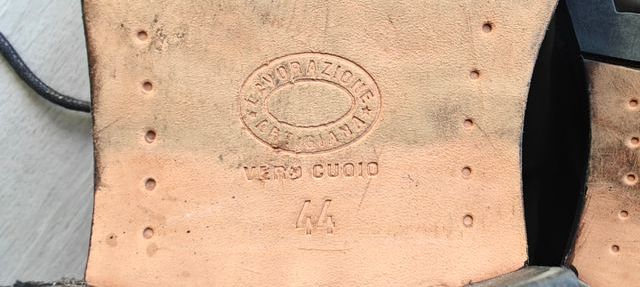 LAVORAZIONE
ARTIGIANA
VERO CUOIO
44